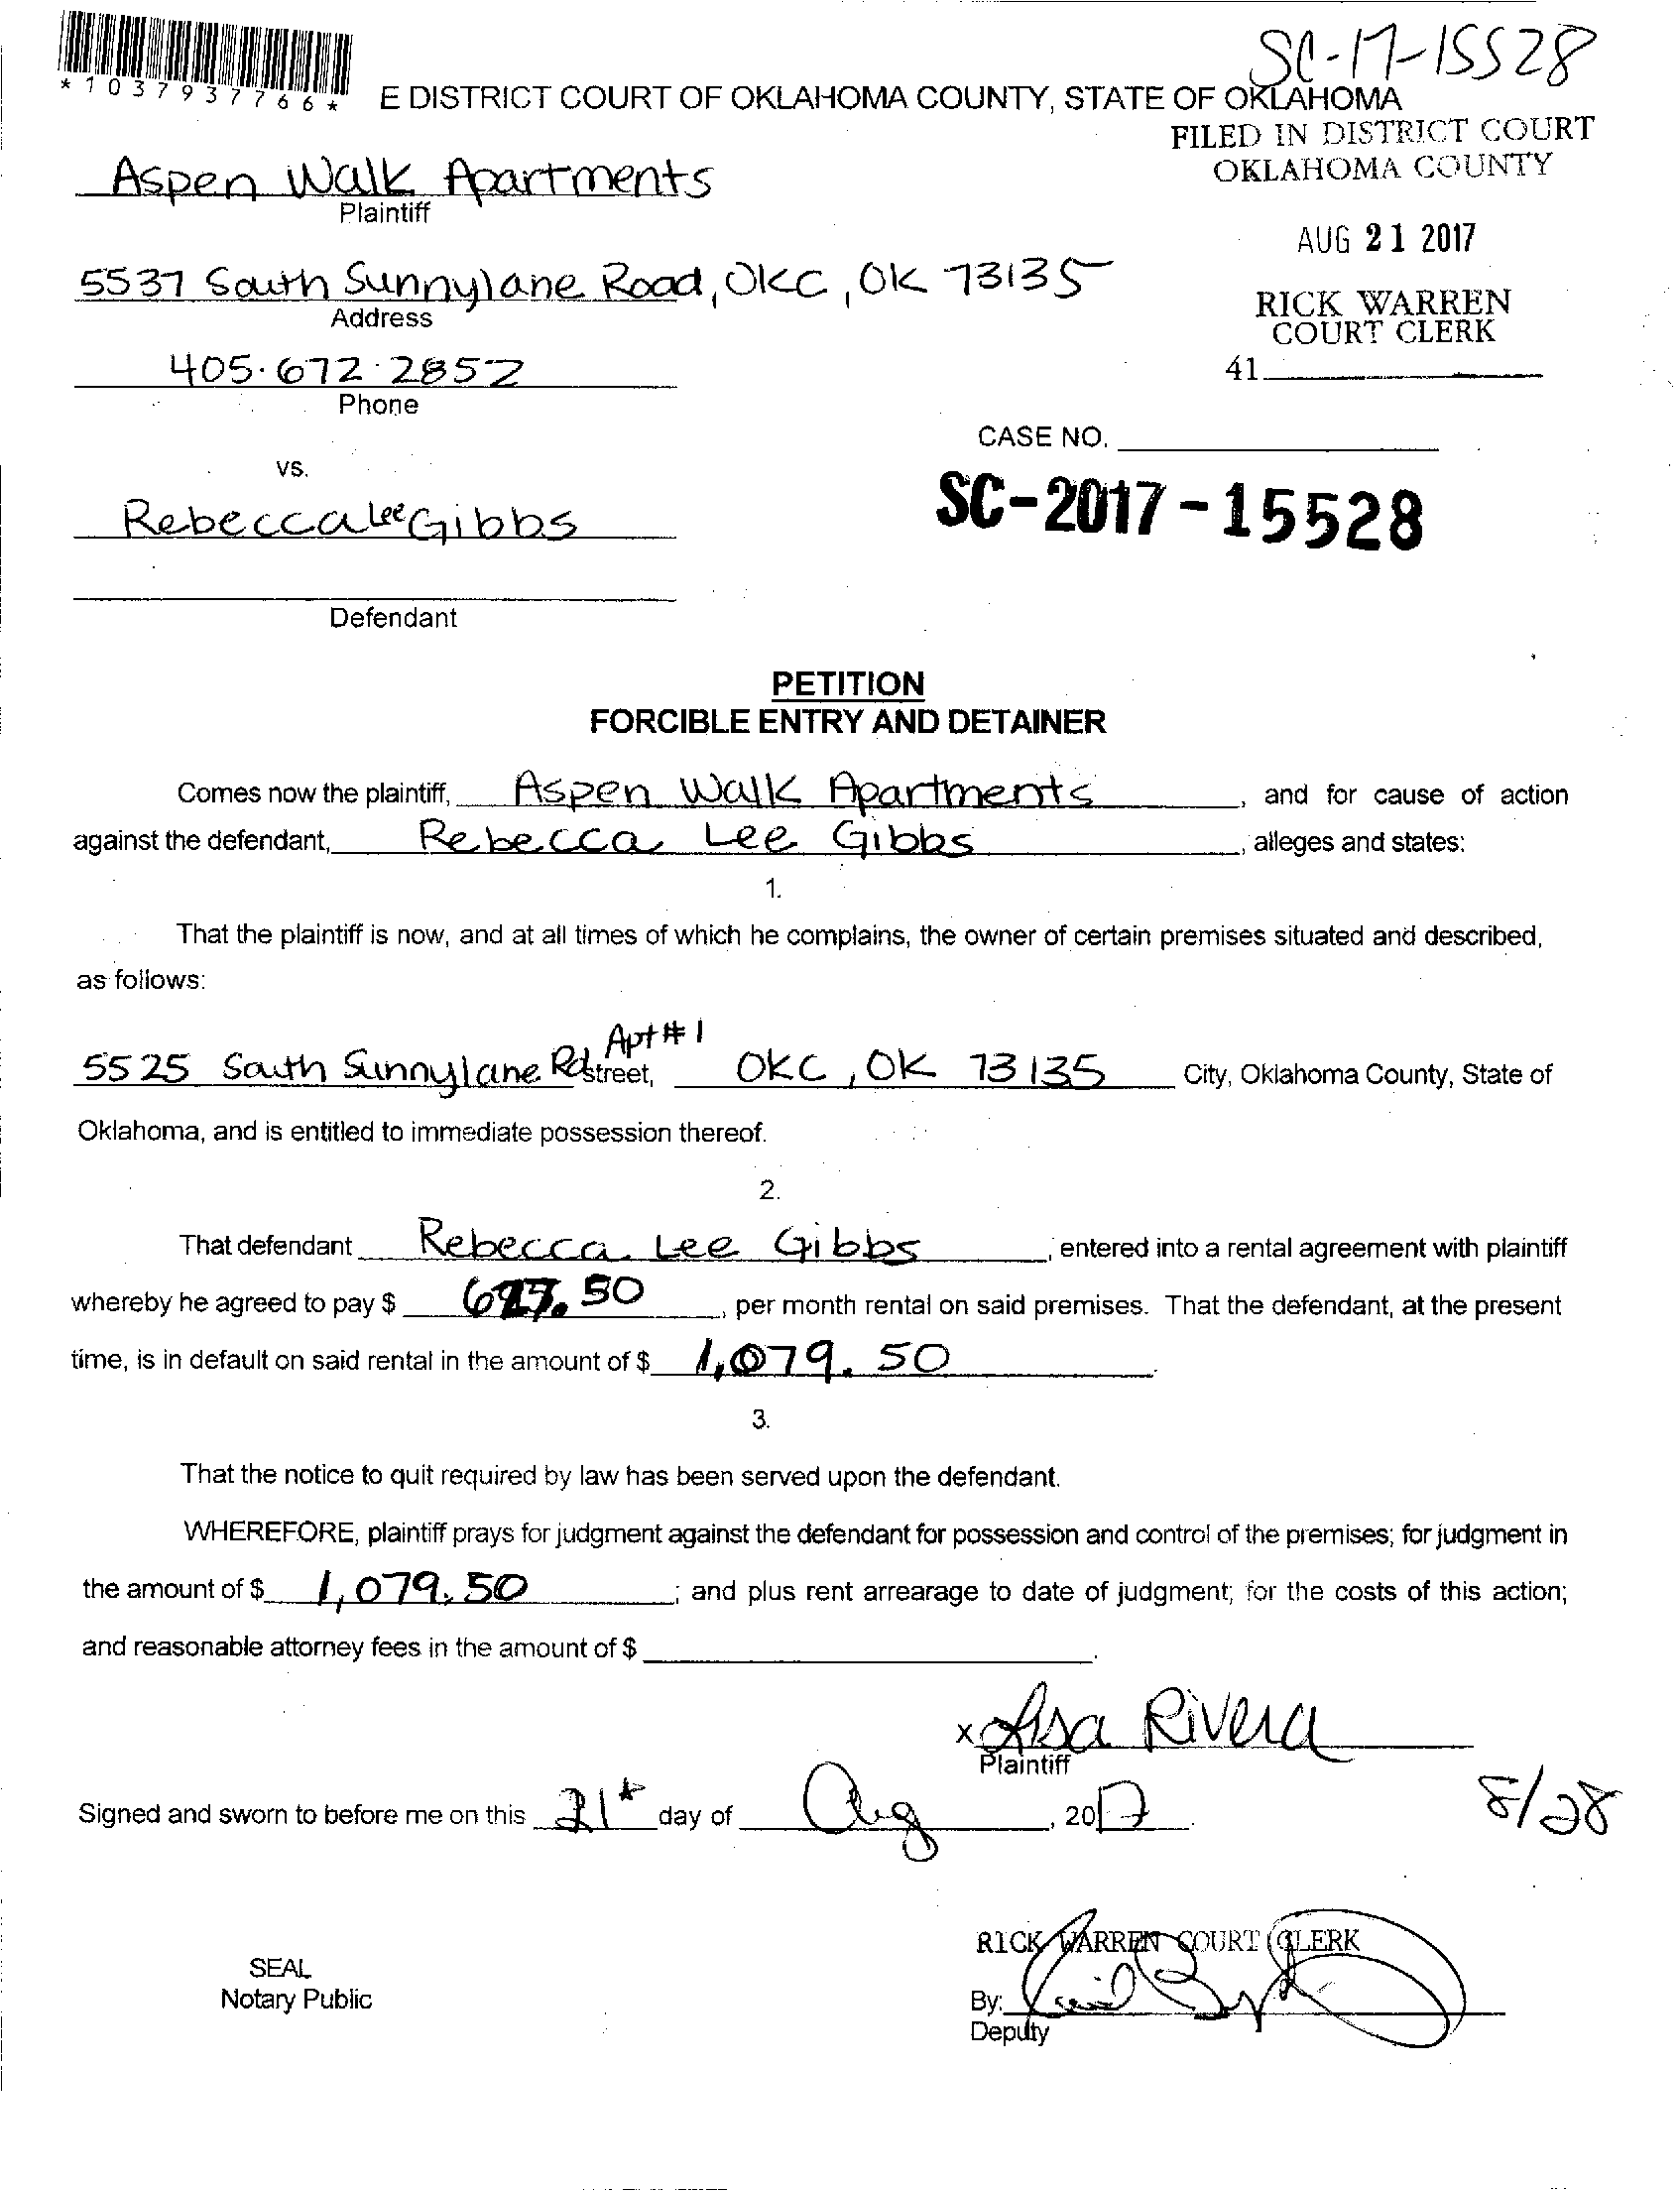 SC-17-15528
*1037937766*
E DISTRICT COURT OF OKLAHOMA COUNTY, STATE OF OKLAHOMA
FILED IN DISTRICT COURT
OKLAHOMA COUNTY
Aspen Walk Apartments
Plaintiff
AUG 21 2017
5537 South Sunnylane Road, OKC, OK 73135
Address
RICK WARREN
COURT CLERK
405.672.2852
41
Phone
CASE NO.
vs.
SC-2017-15528
Rebecca Lee Gibbs
Defendant
PETITION
FORCIBLE ENTRY AND DETAINER
Comes now the plaintiff, Aspen Walk Apartments, and for cause of action
against the defendant, Rebecca Lee Gibbs, alleges and states:
1.
That the plaintiff is now, and at all times of which he complains, the owner of certain premises situated and described,
as follows:
5525 South Sunnylane Rd Apt #1 street, OKC, OK 73135 City, Oklahoma County, State of
Oklahoma, and is entitled to immediate possession thereof.
2.
That defendant Rebecca Lee Gibbs, entered into a rental agreement with plaintiff
whereby he agreed to pay $ , per month rental on said premises. That the defendant, at the present
time, is in default on said rental in the amount of $ 1,079.50.
3.
That the notice to quit required by law has been served upon the defendant.
WHEREFORE, plaintiff prays for judgment against the defendant for possession and control of the premises; for judgment in
the amount of $ 1,079.50; and plus rent arrearage to date of judgment; for the costs of this action;
and reasonable attorney fees in the amount of $ .
x Lisa Rivera
Plaintiff
Signed and sworn to before me on this 21st day of Aug, 2017.
8/28
RICK WARREN COURT CLERK
SEAL
Notary Public
By:
Deputy